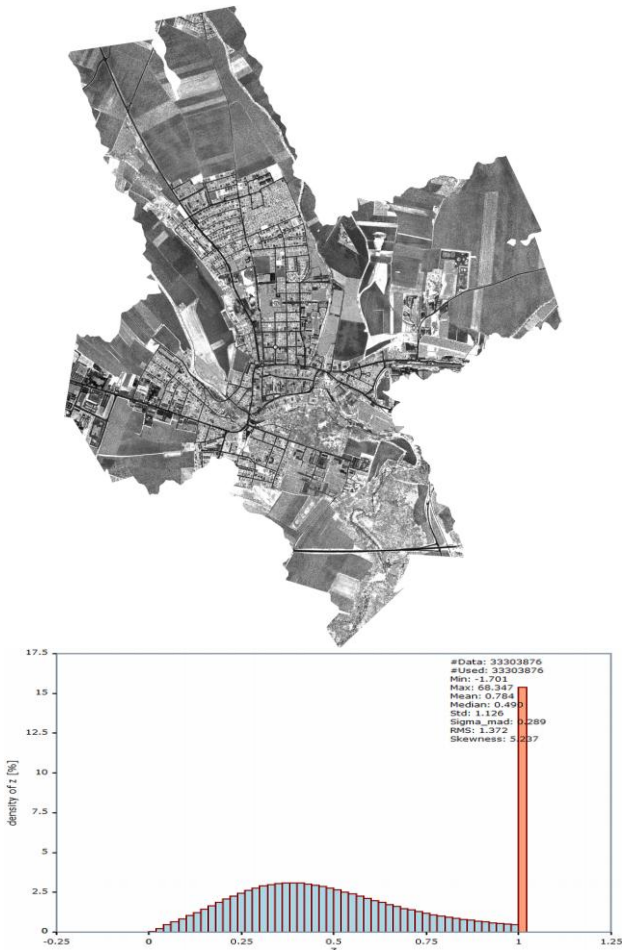 17.5
#Data: 33303876
#Used: 33303876
Min: -1.701
Max: 68.347
Mean: 0.784
Median: 0.490
Std: 1.126
Sigma_mad: 0.289
RMS: 1.372
Skewness: 5.237
15
12.5
10
7.5
5
2.5
0
density of z [%]
-0.25 0 0.25 0.5 0.75 1 1.25